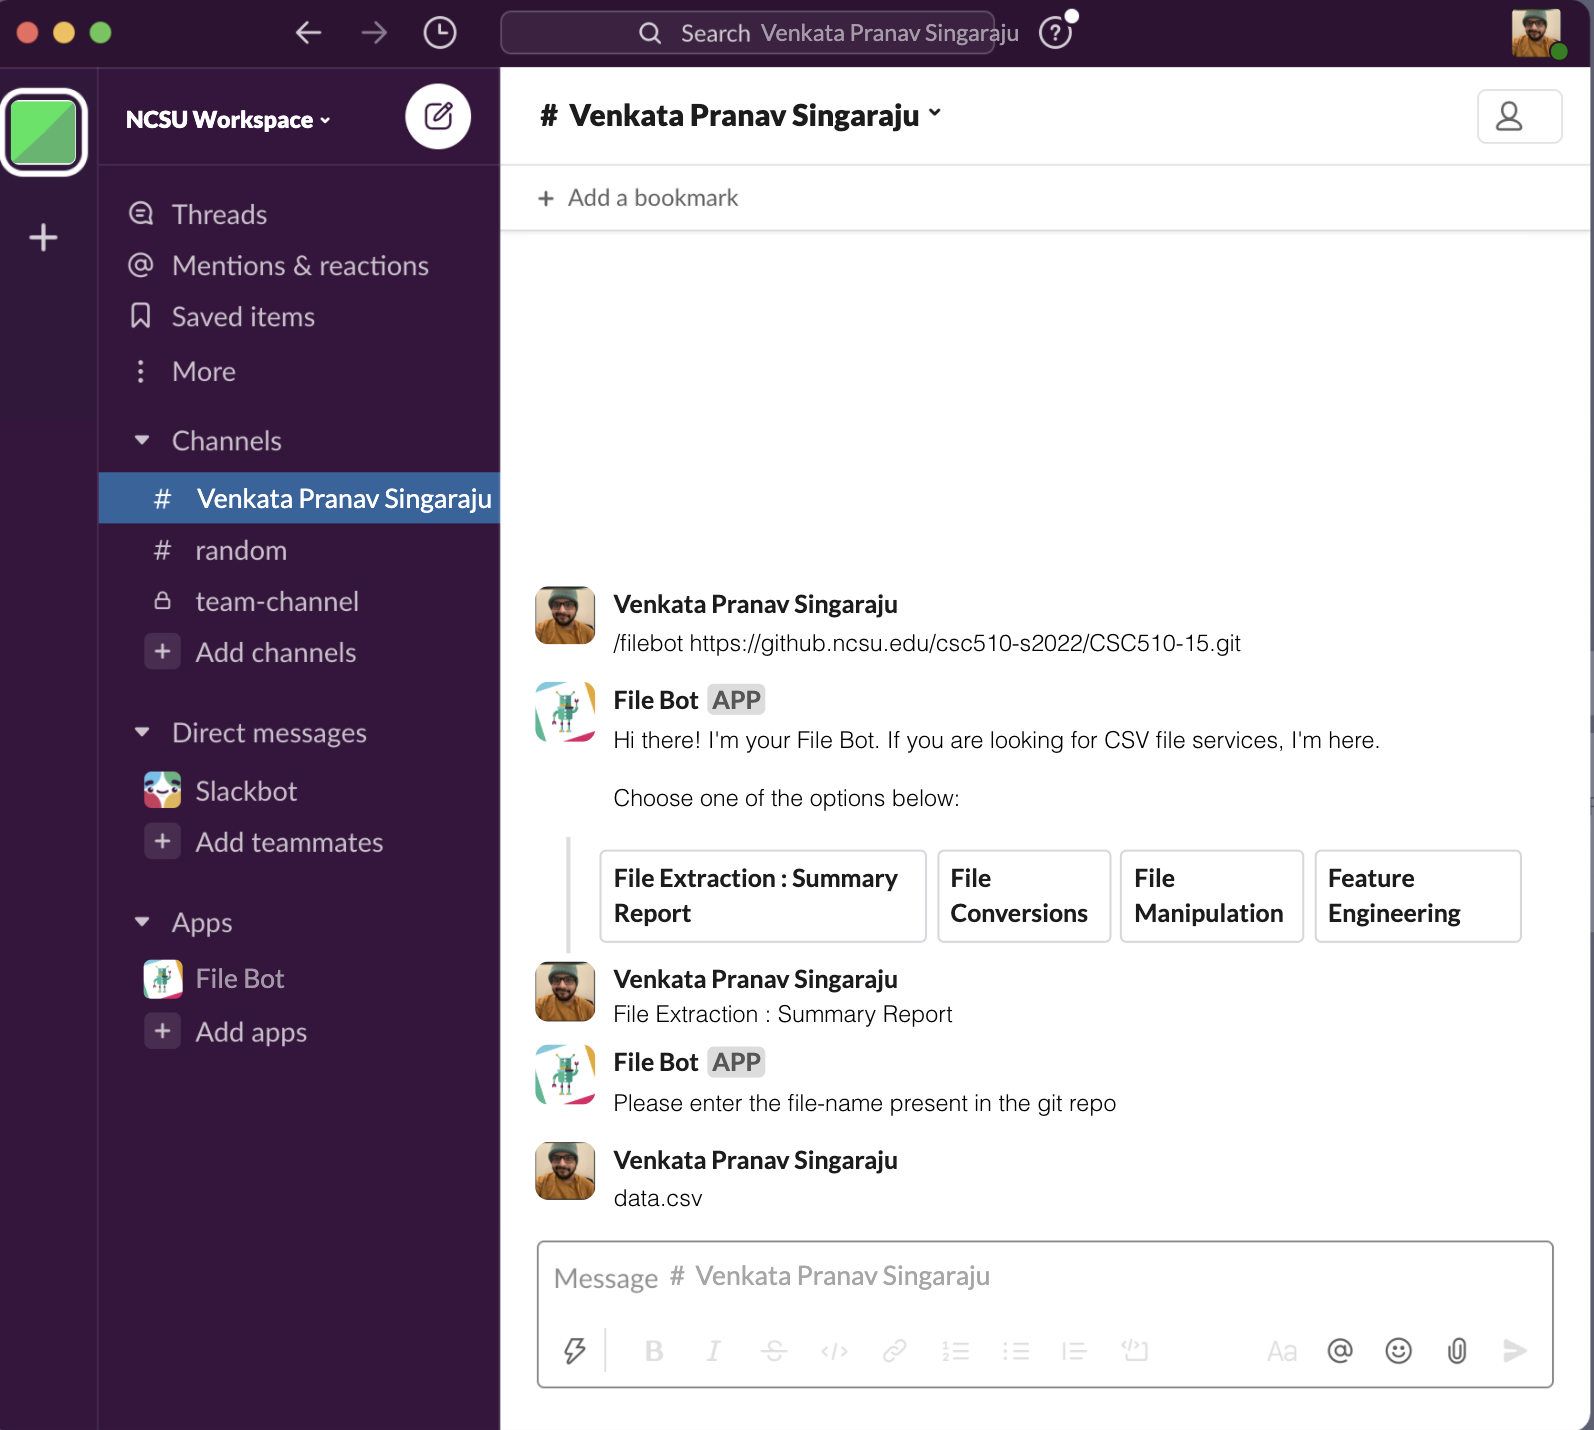 Search Venkata Pranav Singaraju
NCSU Workspace
# Venkata Pranav Singaraju
+ Add a bookmark
Threads
Mentions & reactions
Saved items
More
Channels
# Venkata Pranav Singaraju
# random
team-channel
+ Add channels
Direct messages
Slackbot
+ Add teammates
Apps
File Bot
+ Add apps
Venkata Pranav Singaraju
/filebot https://github.ncsu.edu/csc510-s2022/CSC510-15.git
File Bot APP
Hi there! I'm your File Bot. If you are looking for CSV file services, I'm here.
Choose one of the options below:
File Extraction : Summary
Report
File
Conversions
File
Manipulation
Feature
Engineering
Venkata Pranav Singaraju
File Extraction : Summary Report
File Bot APP
Please enter the file-name present in the git repo
Venkata Pranav Singaraju
data.csv
Message # Venkata Pranav Singaraju
B I S Aa @